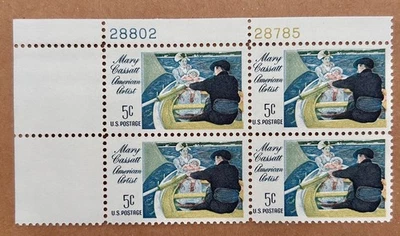 28802 28785
Mary
Cassatt
American
Artist
5c
U.S. POSTAGE
Mary
Cassatt
American
Artist
5c
U.S. POSTAGE
Mary
Cassatt
American
Artist
5c
U.S. POSTAGE
Mary
Cassatt
American
Artist
5c
U.S. POSTAGE